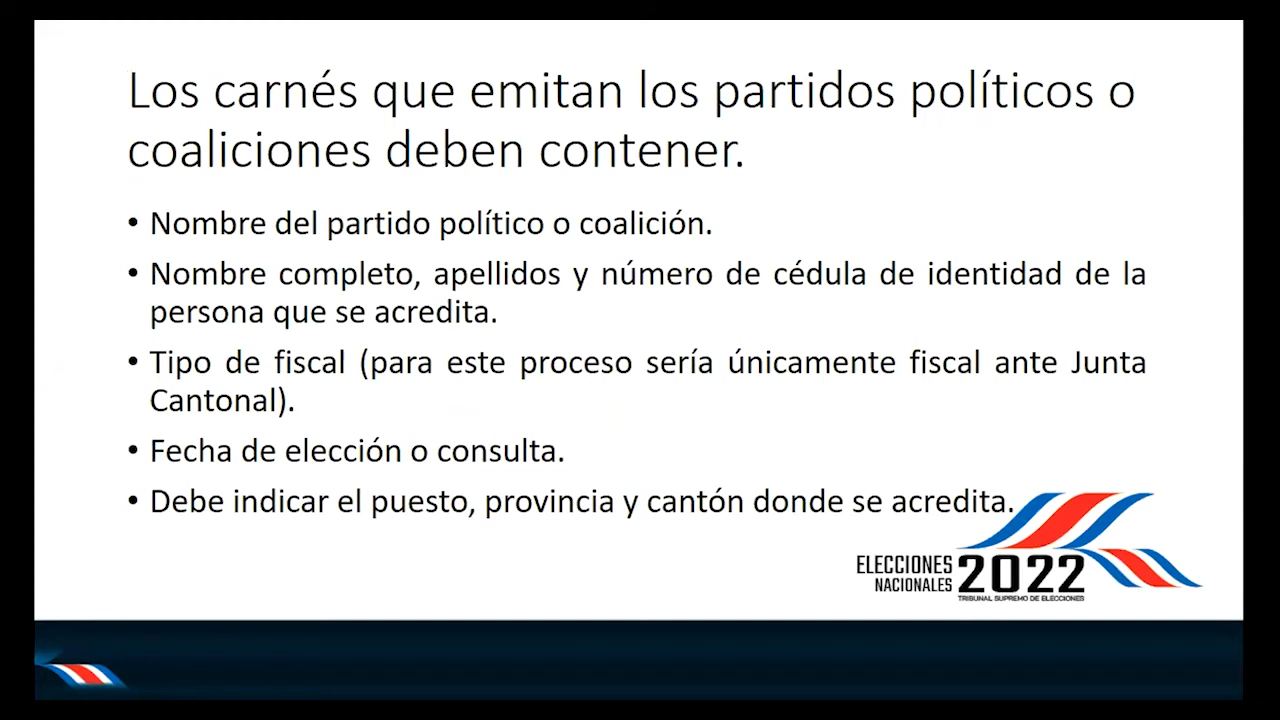 Los carnés que emitan los partidos políticos o
coaliciones deben contener.
• Nombre del partido político o coalición.
• Nombre completo, apellidos y número de cédula de identidad de la
persona que se acredita.
• Tipo de fiscal (para este proceso sería únicamente fiscal ante Junta
Cantonal).
• Fecha de elección o consulta.
• Debe indicar el puesto, provincia y cantón donde se acredita.
ELECCIONES
NACIONALES
2022
TRIBUNAL SUPREMO DE ELECCIONES